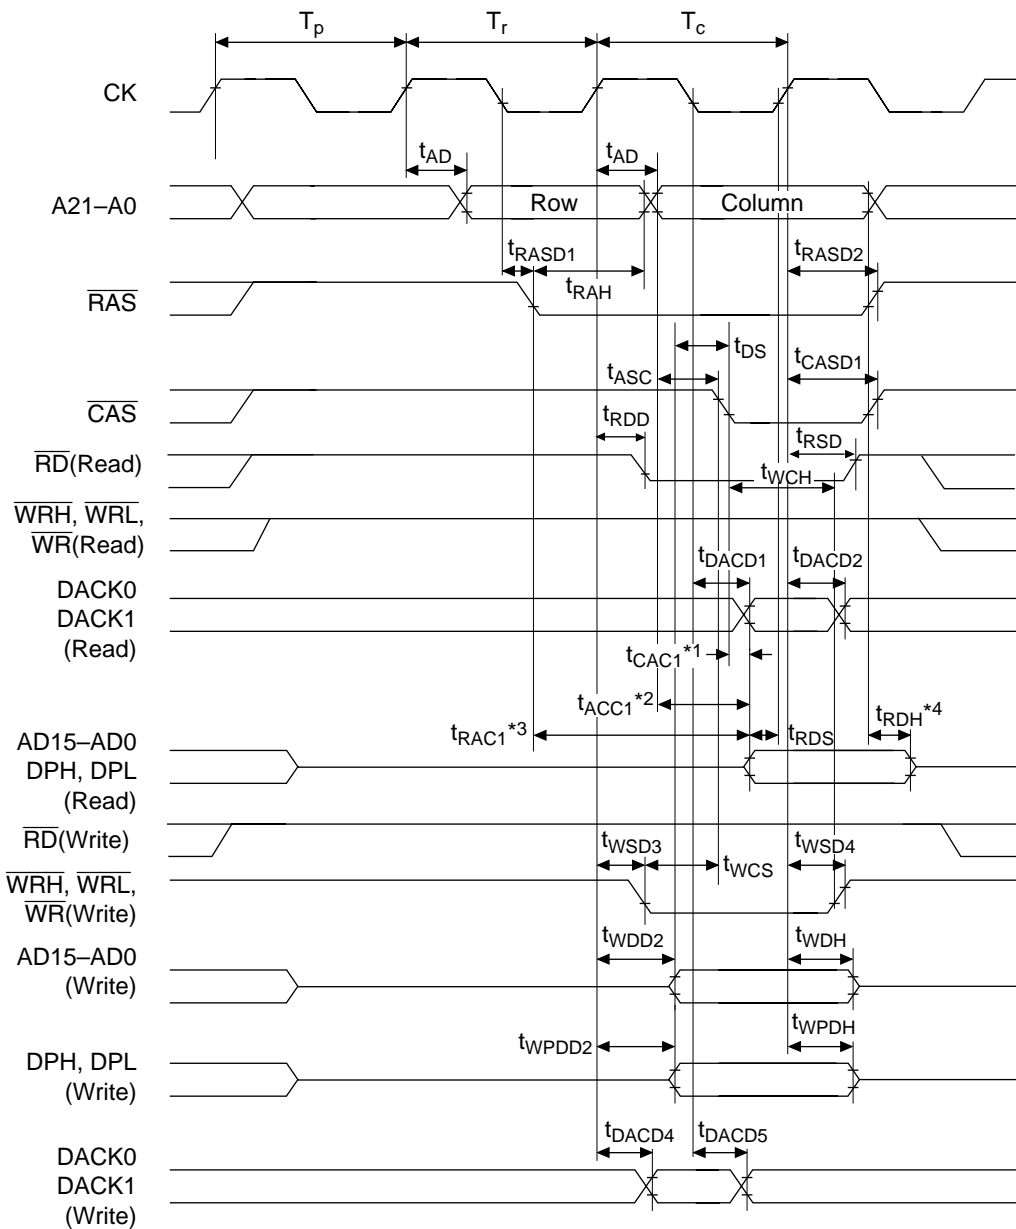 Tp Tr Tc
CK
tAD tAD
A21–A0 Row Column
tRASD1 tRASD2
tRAH
RAS
tDS
tASC tCASD1
CAS
tRDD tRSD
RD(Read)
tWCH
WRH, WRL,
WR(Read)
tDACD1 tDACD2
DACK0
DACK1
(Read)
tCAC1*1
tACC1*2
tRAC1*3 tRDS tRDH*4
AD15–AD0
DPH, DPL
(Read)
RD(Write)
tWSD3 tWSD4
tWCS
WRH, WRL,
WR(Write)
tWDD2 tWDH
AD15–AD0
(Write)
tWPDD2 tWPDH
DPH, DPL
(Write)
tDACD4 tDACD5
DACK0
DACK1
(Write)